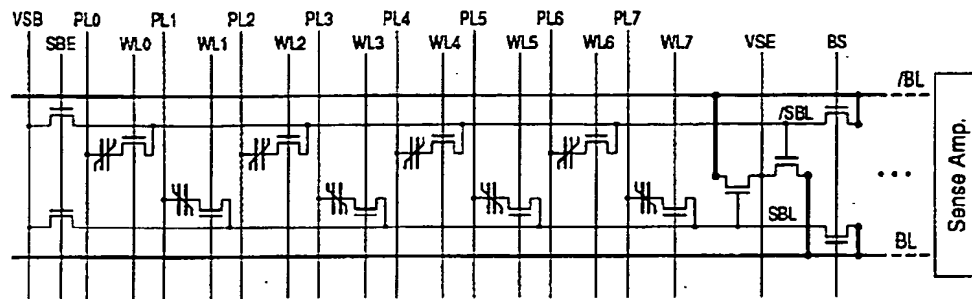 PL0 PL1 PL2 PL3 PL4 PL5 PL6 PL7
VSB SBE WL0 WL1 WL2 WL3 WL4 WL5 WL6 WL7 VSE BS
/BL
/SBL
SBL
BL
Sense Amp.